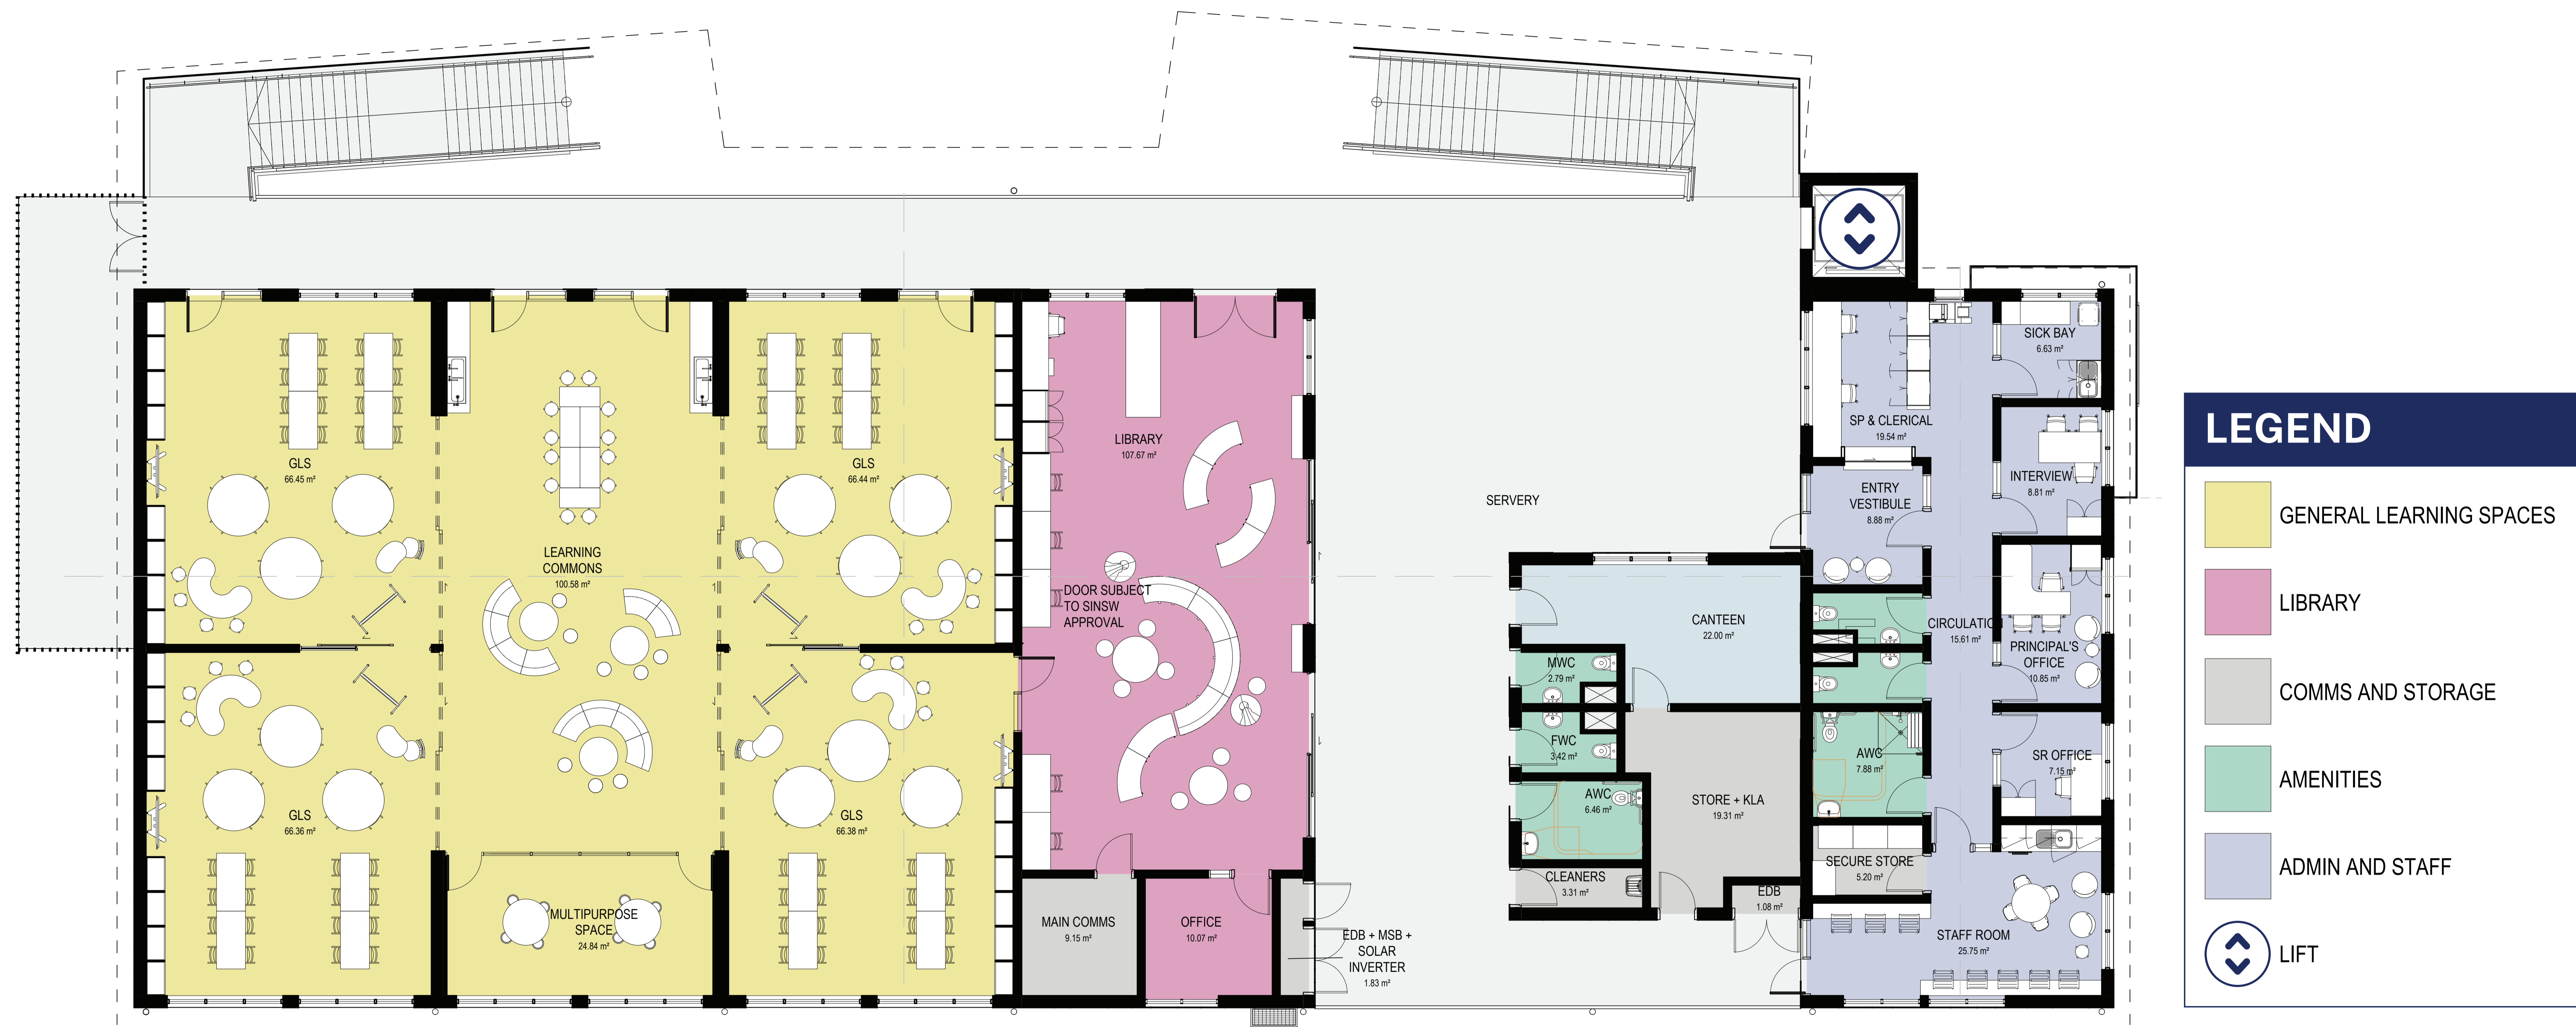 GLS
66.45 m²
LEARNING
COMMONS
100.58 m²
GLS
66.44 m²
GLS
66.36 m²
MULTIPURPOSE
SPACE
24.84 m²
GLS
66.38 m²
LIBRARY
107.67 m²
DOOR SUBJECT
TO SINSW
APPROVAL
MAIN COMMS
9.15 m²
OFFICE
10.07 m²
EDB + MSB +
SOLAR
INVERTER
1.83 m²
SERVERY
CANTEEN
22.00 m²
MWC
2.79 m²
FWC
3.42 m²
AWC
6.46 m²
CLEANERS
3.31 m²
STORE + KLA
19.31 m²
EDB
1.08 m²
SP & CLERICAL
19.54 m²
ENTRY
VESTIBULE
8.88 m²
SICK BAY
6.63 m²
INTERVIEW
8.81 m²
CIRCULATION
15.61 m²
PRINCIPAL'S
OFFICE
10.85 m²
AWC
7.88 m²
SR OFFICE
7.15 m²
SECURE STORE
5.20 m²
STAFF ROOM
25.75 m²
LEGEND
GENERAL LEARNING SPACES
LIBRARY
COMMS AND STORAGE
AMENITIES
ADMIN AND STAFF
LIFT